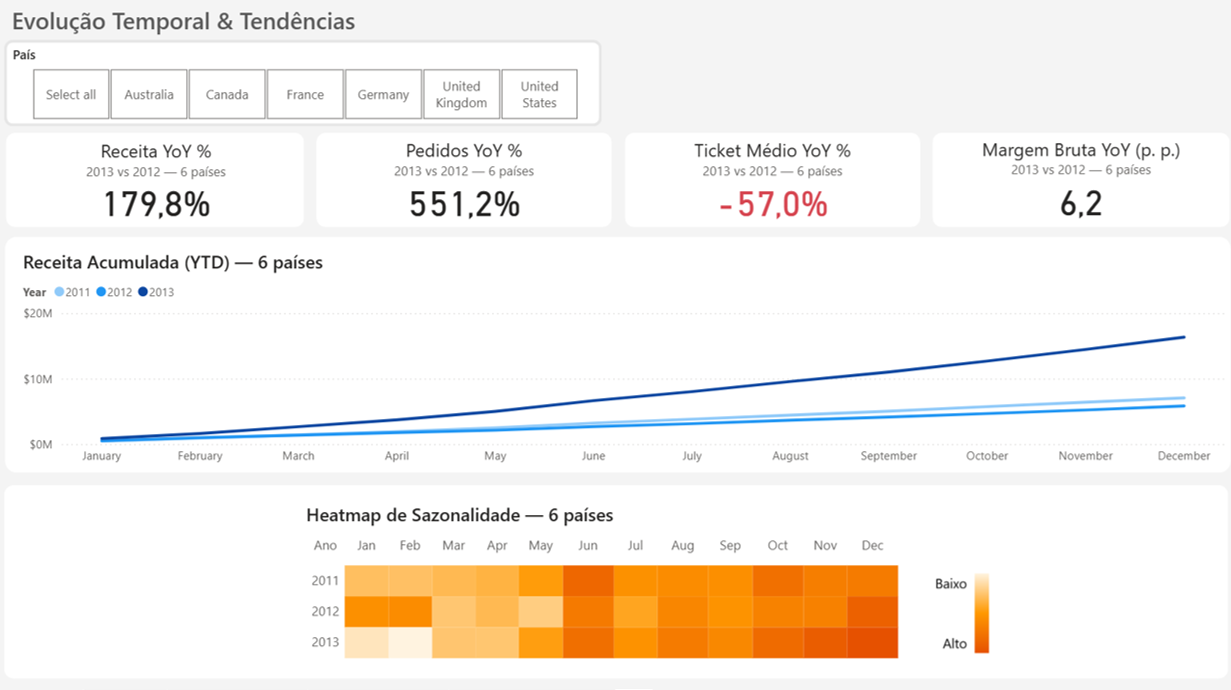 Evolução Temporal & Tendências
País
Select all
Australia
Canada
France
Germany
United
Kingdom
United
States
Receita YoY %
2013 vs 2012 — 6 países
179,8%
Pedidos YoY %
2013 vs 2012 — 6 países
551,2%
Ticket Médio YoY %
2013 vs 2012 — 6 países
-57,0%
Margem Bruta YoY (p. p.)
2013 vs 2012 — 6 países
6,2
Receita Acumulada (YTD) — 6 países
Year 2011 2012 2013
$20M
$10M
$0M
January February March April May June July August September October November December
Heatmap de Sazonalidade — 6 países
Ano Jan Feb Mar Apr May Jun Jul Aug Sep Oct Nov Dec
2011
2012
2013
Baixo
Alto